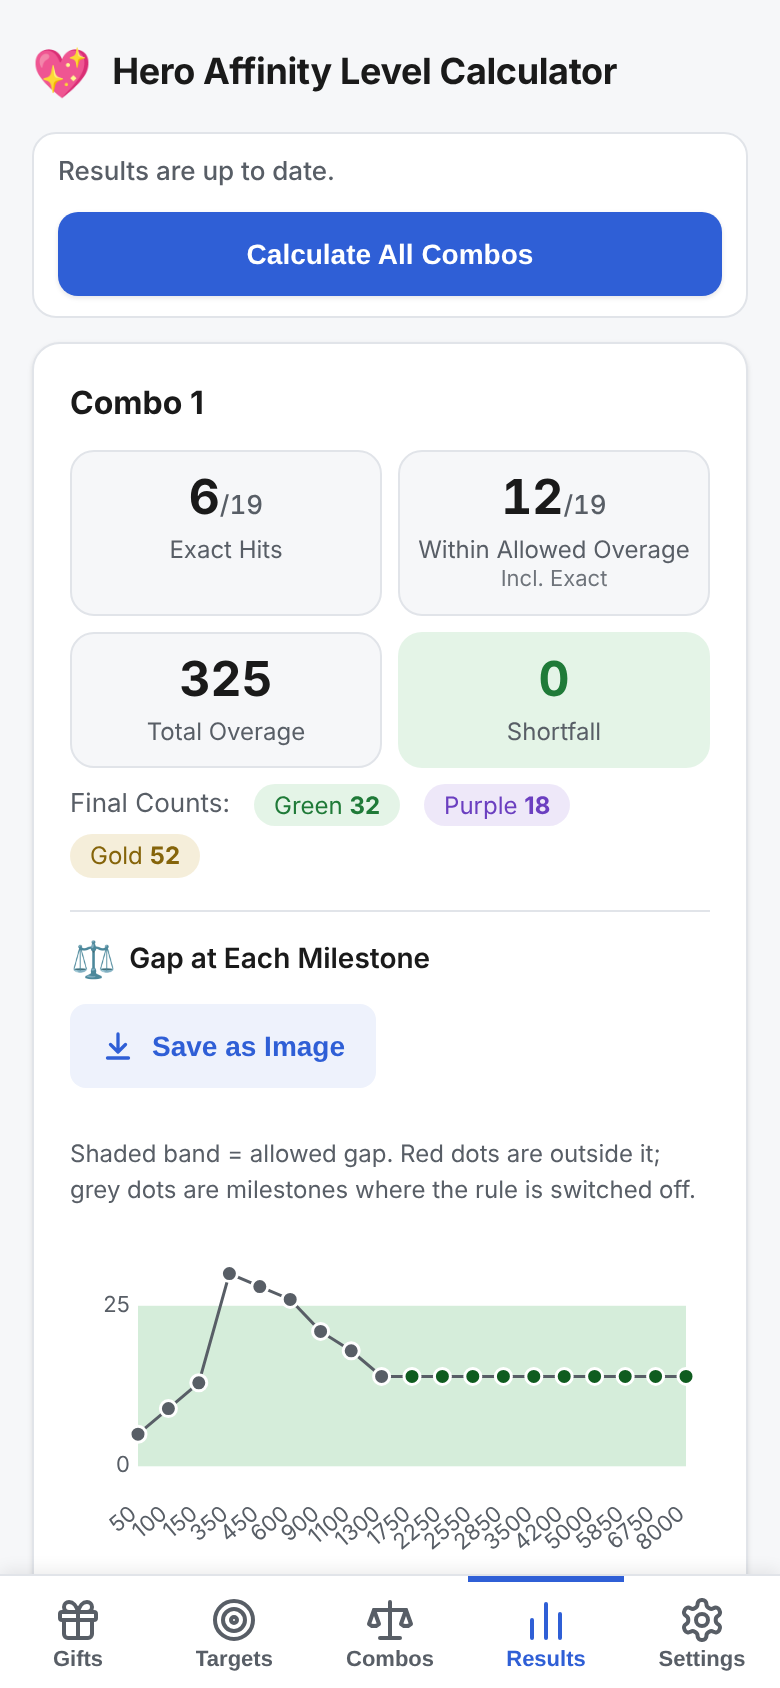 Hero Affinity Level Calculator
Results are up to date.
Calculate All Combos
Combo 1
6/19
Exact Hits
12/19
Within Allowed Overage
Incl. Exact
325
Total Overage
0
Shortfall
Final Counts: Green 32 Purple 18
Gold 52
Gap at Each Milestone
Save as Image
Shaded band = allowed gap. Red dots are outside it;
grey dots are milestones where the rule is switched off.
25
0
50 100 150 350 450 600 900 1100 1300 1750 2250 2550 2850 3500 4200 5000 5850 6750 8000
Gifts Targets Combos Results Settings